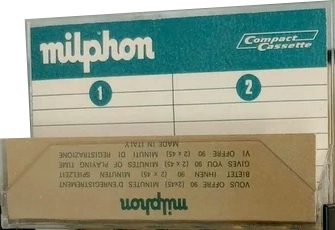 milphon
Compact
Cassette
1 2
milphon
VOUS OFFRE 90 (2x45) MINUTES D'ENREGISTREMENT
BIETET IHNEN 90 (2 x 45) MINUTEN SPIELZEIT
GIVES YOU 90 (2 x 45) MINUTES OF PLAYING TIME
VI OFFRE 90 (2 x 45) MINUTI DI REGISTRAZIONE
MADE IN ITALY